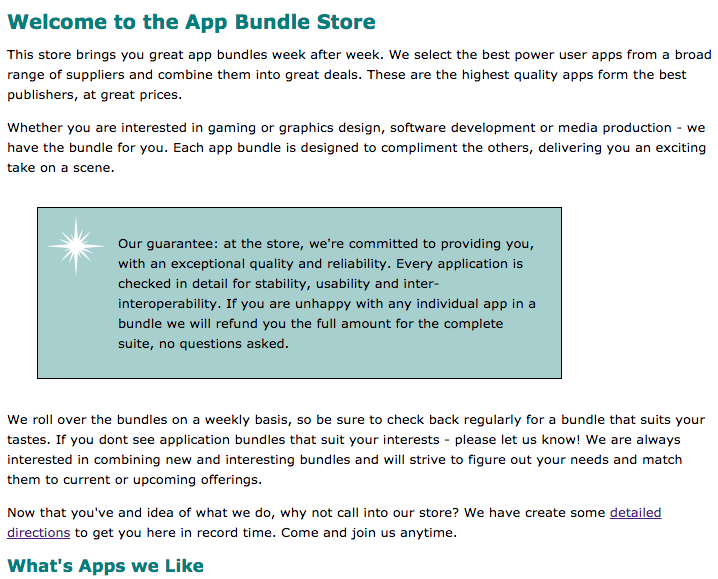 Welcome to the App Bundle Store
This store brings you great app bundles week after week. We select the best power user apps from a broad
range of suppliers and combine them into great deals. These are the highest quality apps form the best
publishers, at great prices.
Whether you are interested in gaming or graphics design, software development or media production - we
have the bundle for you. Each app bundle is designed to compliment the others, delivering you an exciting
take on a scene.
Our guarantee: at the store, we're committed to providing you,
with an exceptional quality and reliability. Every application is
checked in detail for stability, usability and inter-
interoperability. If you are unhappy with any individual app in a
bundle we will refund you the full amount for the complete
suite, no questions asked.
We roll over the bundles on a weekly basis, so be sure to check back regularly for a bundle that suits your
tastes. If you dont see application bundles that suit your interests - please let us know! We are always
interested in combining new and interesting bundles and will strive to figure out your needs and match
them to current or upcoming offerings.
Now that you've and idea of what we do, why not call into our store? We have create some detailed
directions to get you here in record time. Come and join us anytime.
What's Apps we Like